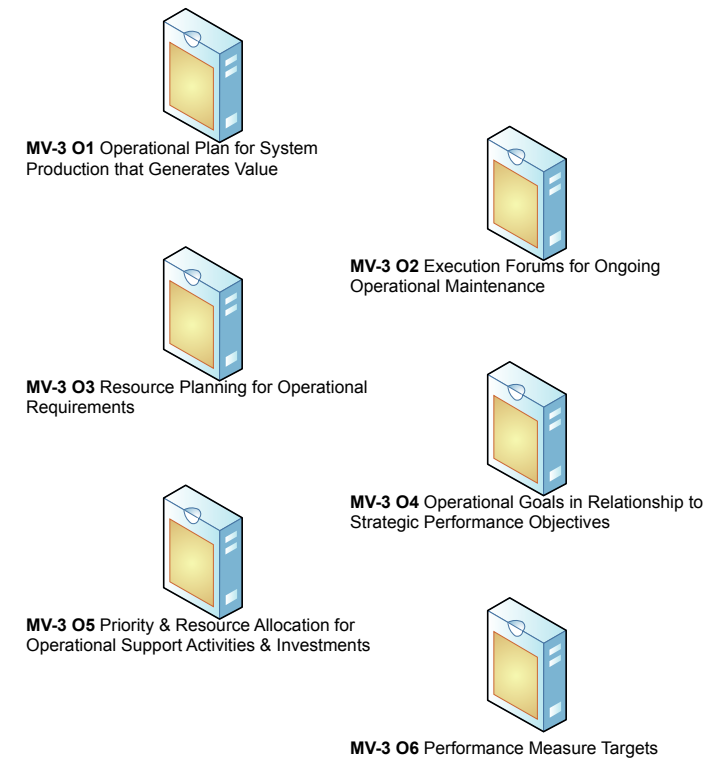 MV-3 O1 Operational Plan for System
Production that Generates Value
MV-3 O2 Execution Forums for Ongoing
Operational Maintenance
MV-3 O3 Resource Planning for Operational
Requirements
MV-3 O4 Operational Goals in Relationship to
Strategic Performance Objectives
MV-3 O5 Priority & Resource Allocation for
Operational Support Activities & Investments
MV-3 O6 Performance Measure Targets